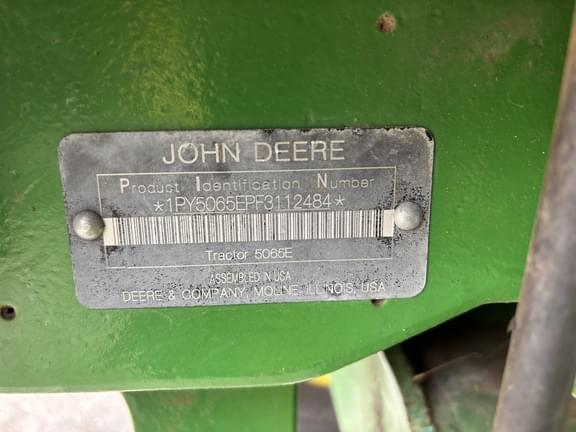 JOHN DEERE
Product Identification Number
*1PY5065EPF3112484*
Tractor 5065E
ASSEMBLED IN USA
DEERE & COMPANY, MOLINE, ILLINOIS, USA